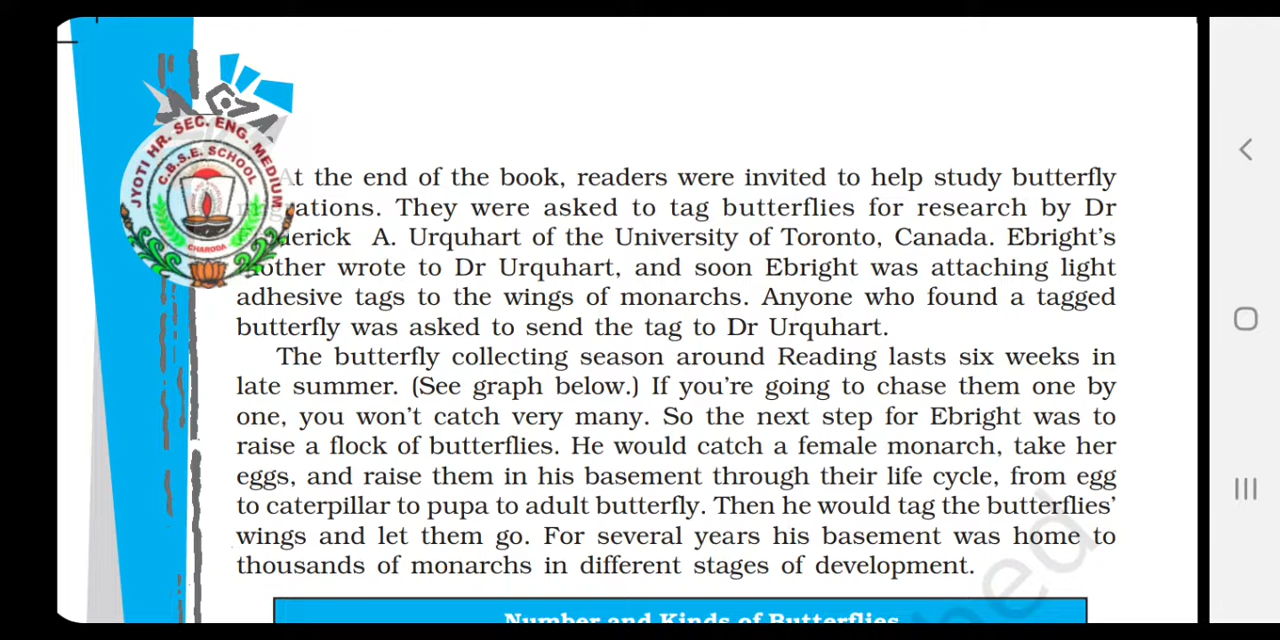 JYOTI HR. SEC. ENG. MEDIUM
C.B.S.E. SCHOOL
CHARODA
At the end of the book, readers were invited to help study butterfly
They were asked to tag butterflies for research by Dr
A. Urquhart of the University of Toronto, Canada. Ebright's
wrote to Dr Urquhart, and soon Ebright was attaching light
adhesive tags to the wings of monarchs. Anyone who found a tagged
butterfly was asked to send the tag to Dr Urquhart.
The butterfly collecting season around Reading lasts six weeks in
late summer. (See graph below.) If you're going to chase them one by
one, you won't catch very many. So the next step for Ebright was to
raise a flock of butterflies. He would catch a female monarch, take her
eggs, and raise them in his basement through their life cycle, from egg
to caterpillar to pupa to adult butterfly. Then he would tag the butterflies'
wings and let them go. For several years his basement was home to
thousands of monarchs in different stages of development.
Number and Kinds of Butterflies